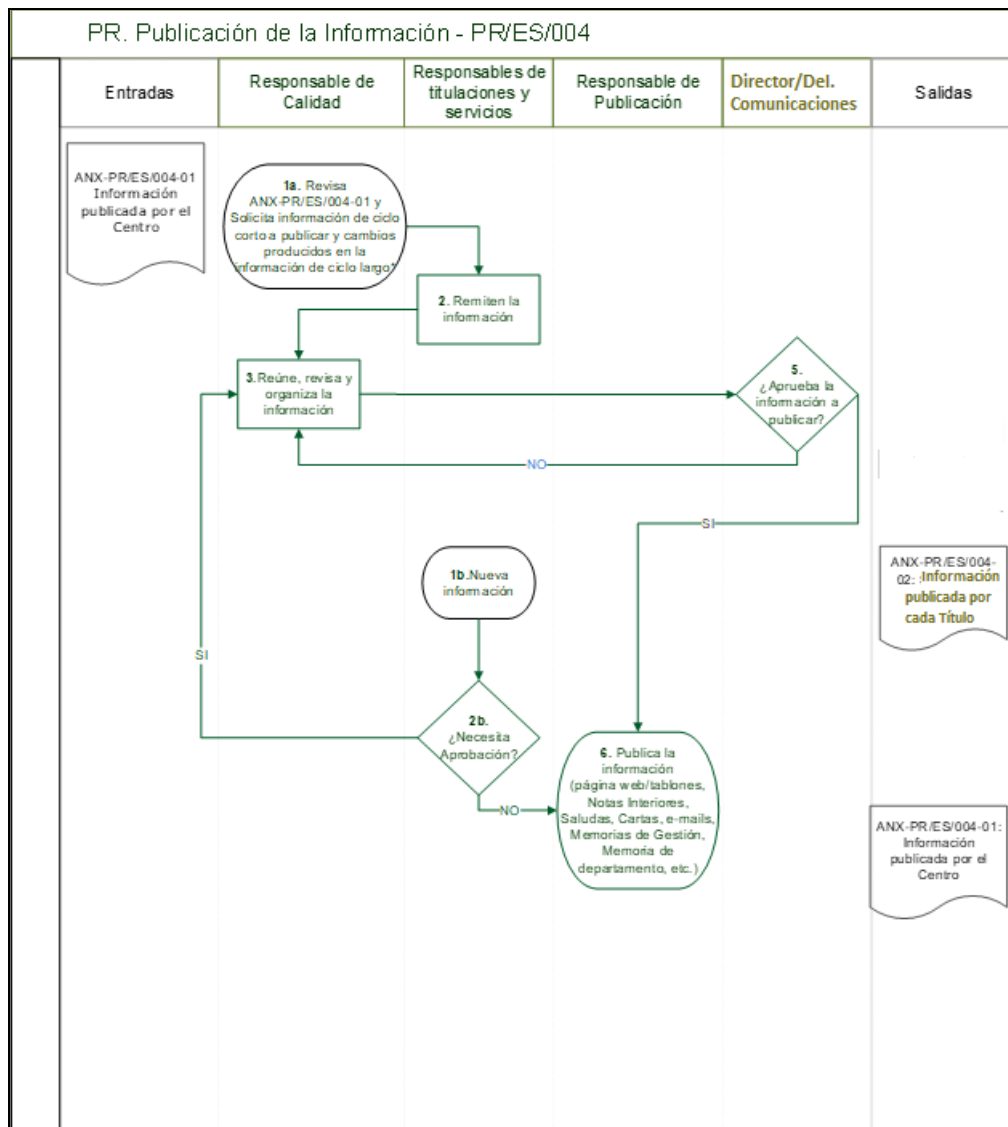 PR. Publicación de la Información - PR/ES/004
Entradas
Responsable de
Calidad
Responsables de
titulaciones y
servicios
Responsable de
Publicación
Director/Del.
Comunicaciones
Salidas
ANX-PR/ES/004-01
Información
publicada por el
Centro
1a. Revisa
ANX-PR/ES/004-01 y
Solicita información de ciclo
corto a publicar y cambios
producidos en la
información de ciclo largo*
2. Remiten la
información
3.Reúne, revisa y
organiza la
información
5.
¿Aprueba la
información a
publicar?
NO
SI
1b.Nueva
información
ANX-PR/ES/004-
02: Información
publicada por
cada Título
SI
2b.
¿Necesita
Aprobación?
NO
6. Publica la
información
(página web/tablones,
Notas Interiores,
Saludas, Cartas, e-mails,
Memorias de Gestión,
Memoria de
departamento, etc.)
ANX-PR/ES/004-01:
Información
publicada por el
Centro